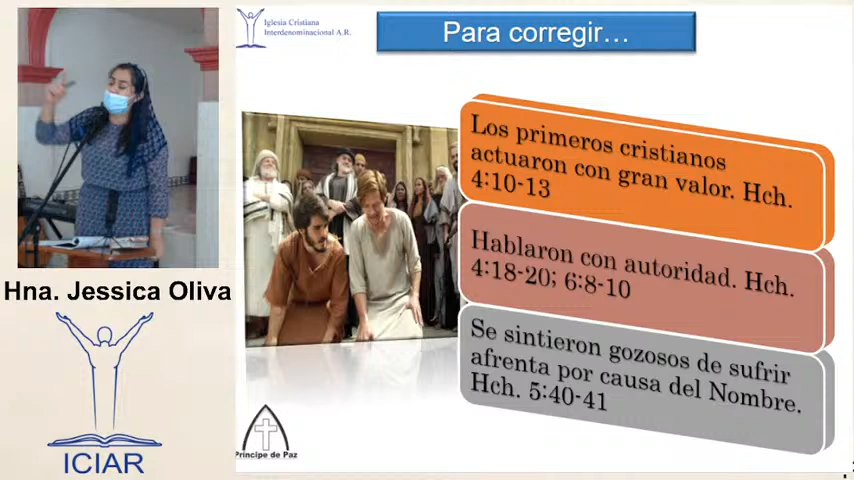 Iglesia Cristiana
Interdenominacional A.R.
Para corregir...
Los primeros cristianos
actuaron con gran valor. Hch.
4:10-13
Hablaron con autoridad. Hch.
4:18-20; 6:8-10
Se sintieron gozosos de sufrir
afrenta por causa del Nombre.
Hch. 5:40-41
Hna. Jessica Oliva
ICIAR
Príncipe de Paz